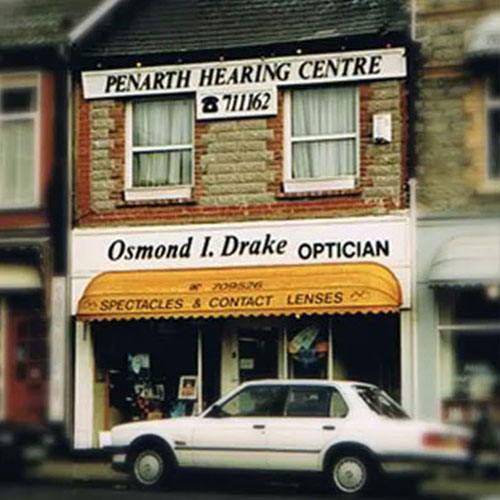 PENARTH HEARING CENTRE
☎ 711162
Osmond I. Drake OPTICIAN
☎ 709526
SPECTACLES & CONTACT LENSES